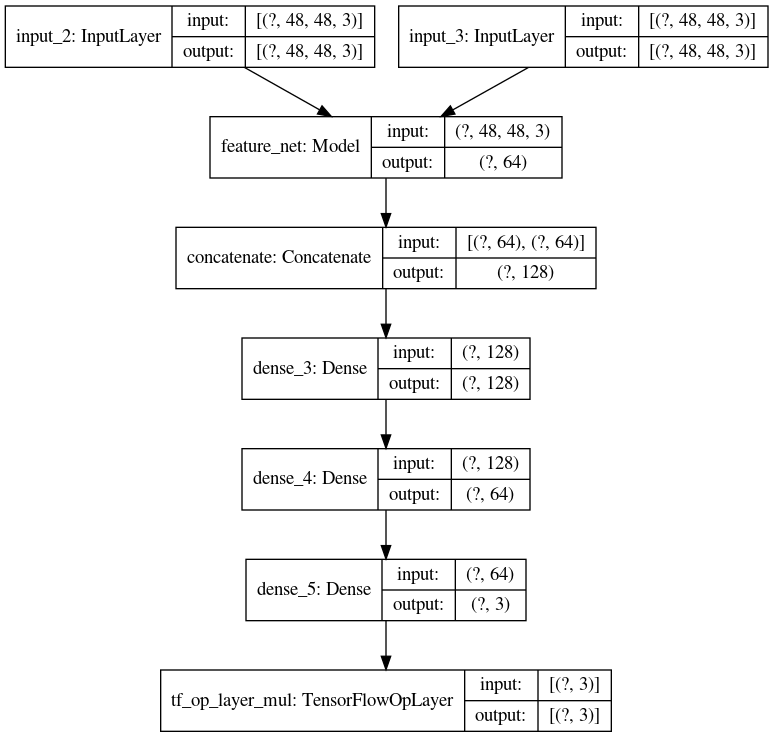 input_2: InputLayer
input: [(?, 48, 48, 3)]
output: [(?, 48, 48, 3)]
input_3: InputLayer
input: [(?, 48, 48, 3)]
output: [(?, 48, 48, 3)]
feature_net: Model
input: (?, 48, 48, 3)
output: (?, 64)
concatenate: Concatenate
input: [(?, 64), (?, 64)]
output: (?, 128)
dense_3: Dense
input: (?, 128)
output: (?, 128)
dense_4: Dense
input: (?, 128)
output: (?, 64)
dense_5: Dense
input: (?, 64)
output: (?, 3)
tf_op_layer_mul: TensorFlowOpLayer
input: [(?, 3)]
output: [(?, 3)]